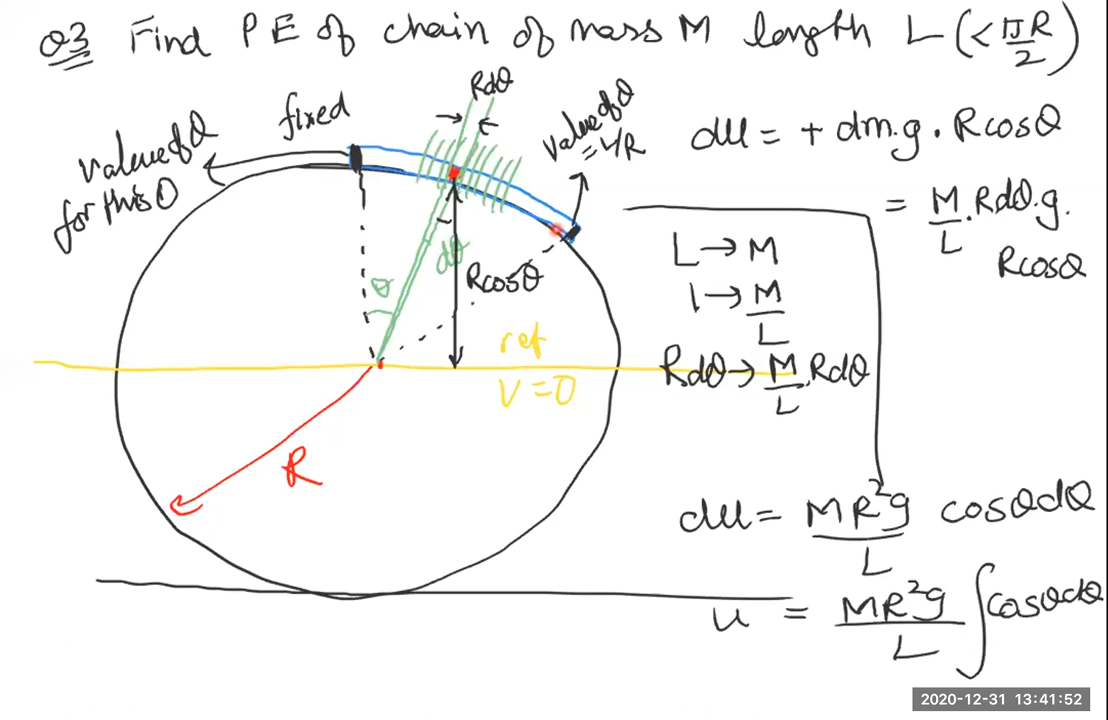 Q3 Find PE of chain of mass M length L (< πR/2)
Rdθ
fixed
value of θ
for this 0
value of θ
= L/R
dU = + dm.g . Rcosθ
= M/L . Rdθ.g.
Rcosθ
L → M
1 → M/L
Rdθ → M/L . Rdθ
θ
dθ
Rcosθ
ref
V = 0
R
dU = MR²g/L cosθdθ
U = MR²g/L ∫cosθdθ
2020-12-31 13:41:52